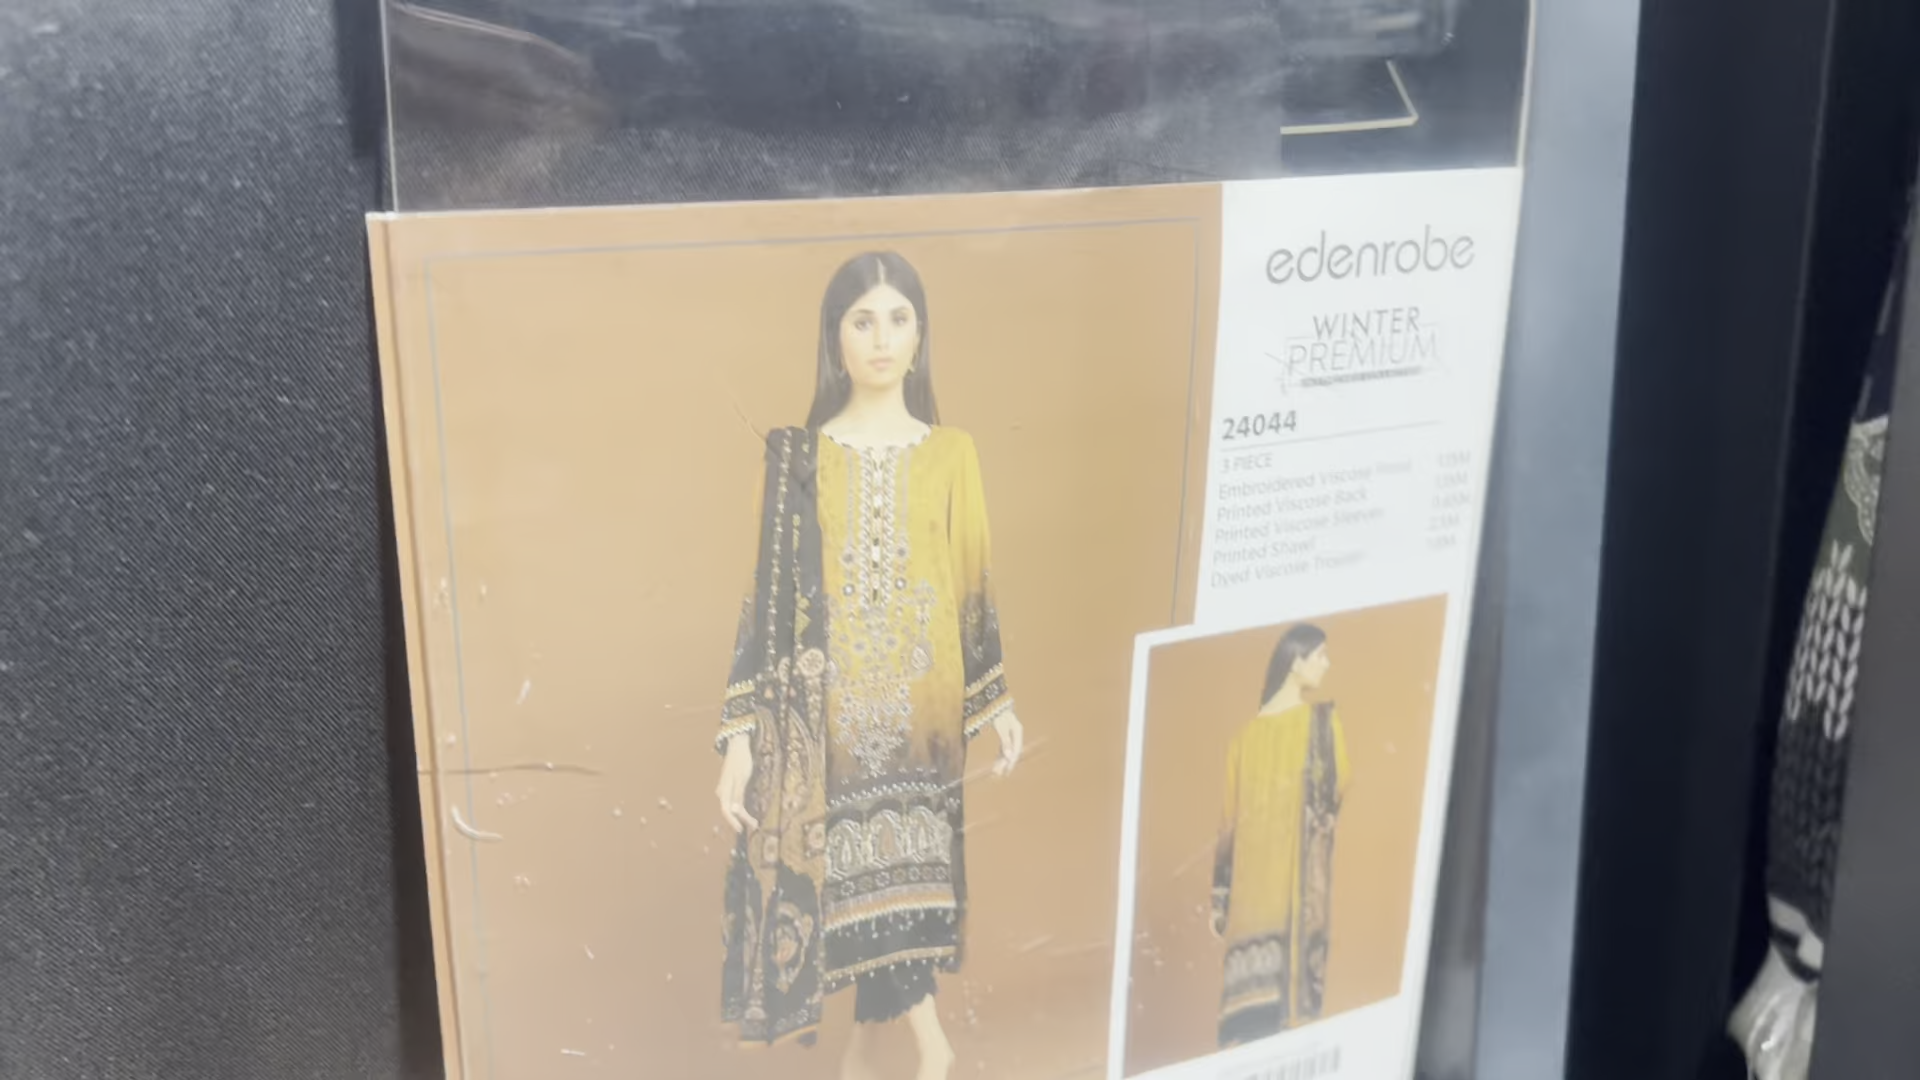 edenrobe
WINTER
PREMIUM
24044
3 PIECE
Embroidered Viscose
Printed Viscose Back
Printed Viscose Sleeves
Printed Shawl
Dyed Viscose Trouser